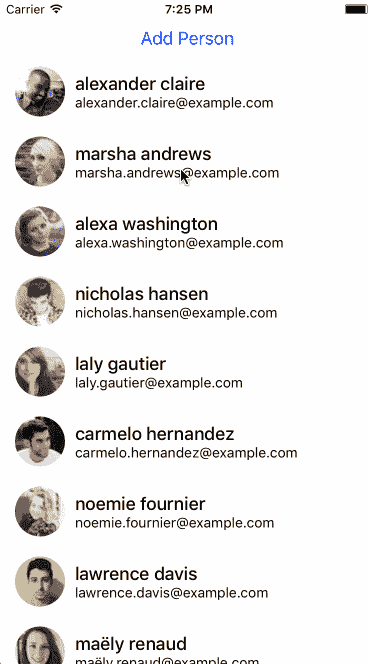 Carrier 7:25 PM
Add Person
alexander claire
alexander.claire@example.com
marsha andrews
marsha.andrews@example.com
alexa washington
alexa.washington@example.com
nicholas hansen
nicholas.hansen@example.com
laly gautier
laly.gautier@example.com
carmelo hernandez
carmelo.hernandez@example.com
noemie fournier
noemie.fournier@example.com
lawrence davis
lawrence.davis@example.com
maëly renaud
maëly.renaud@example.com